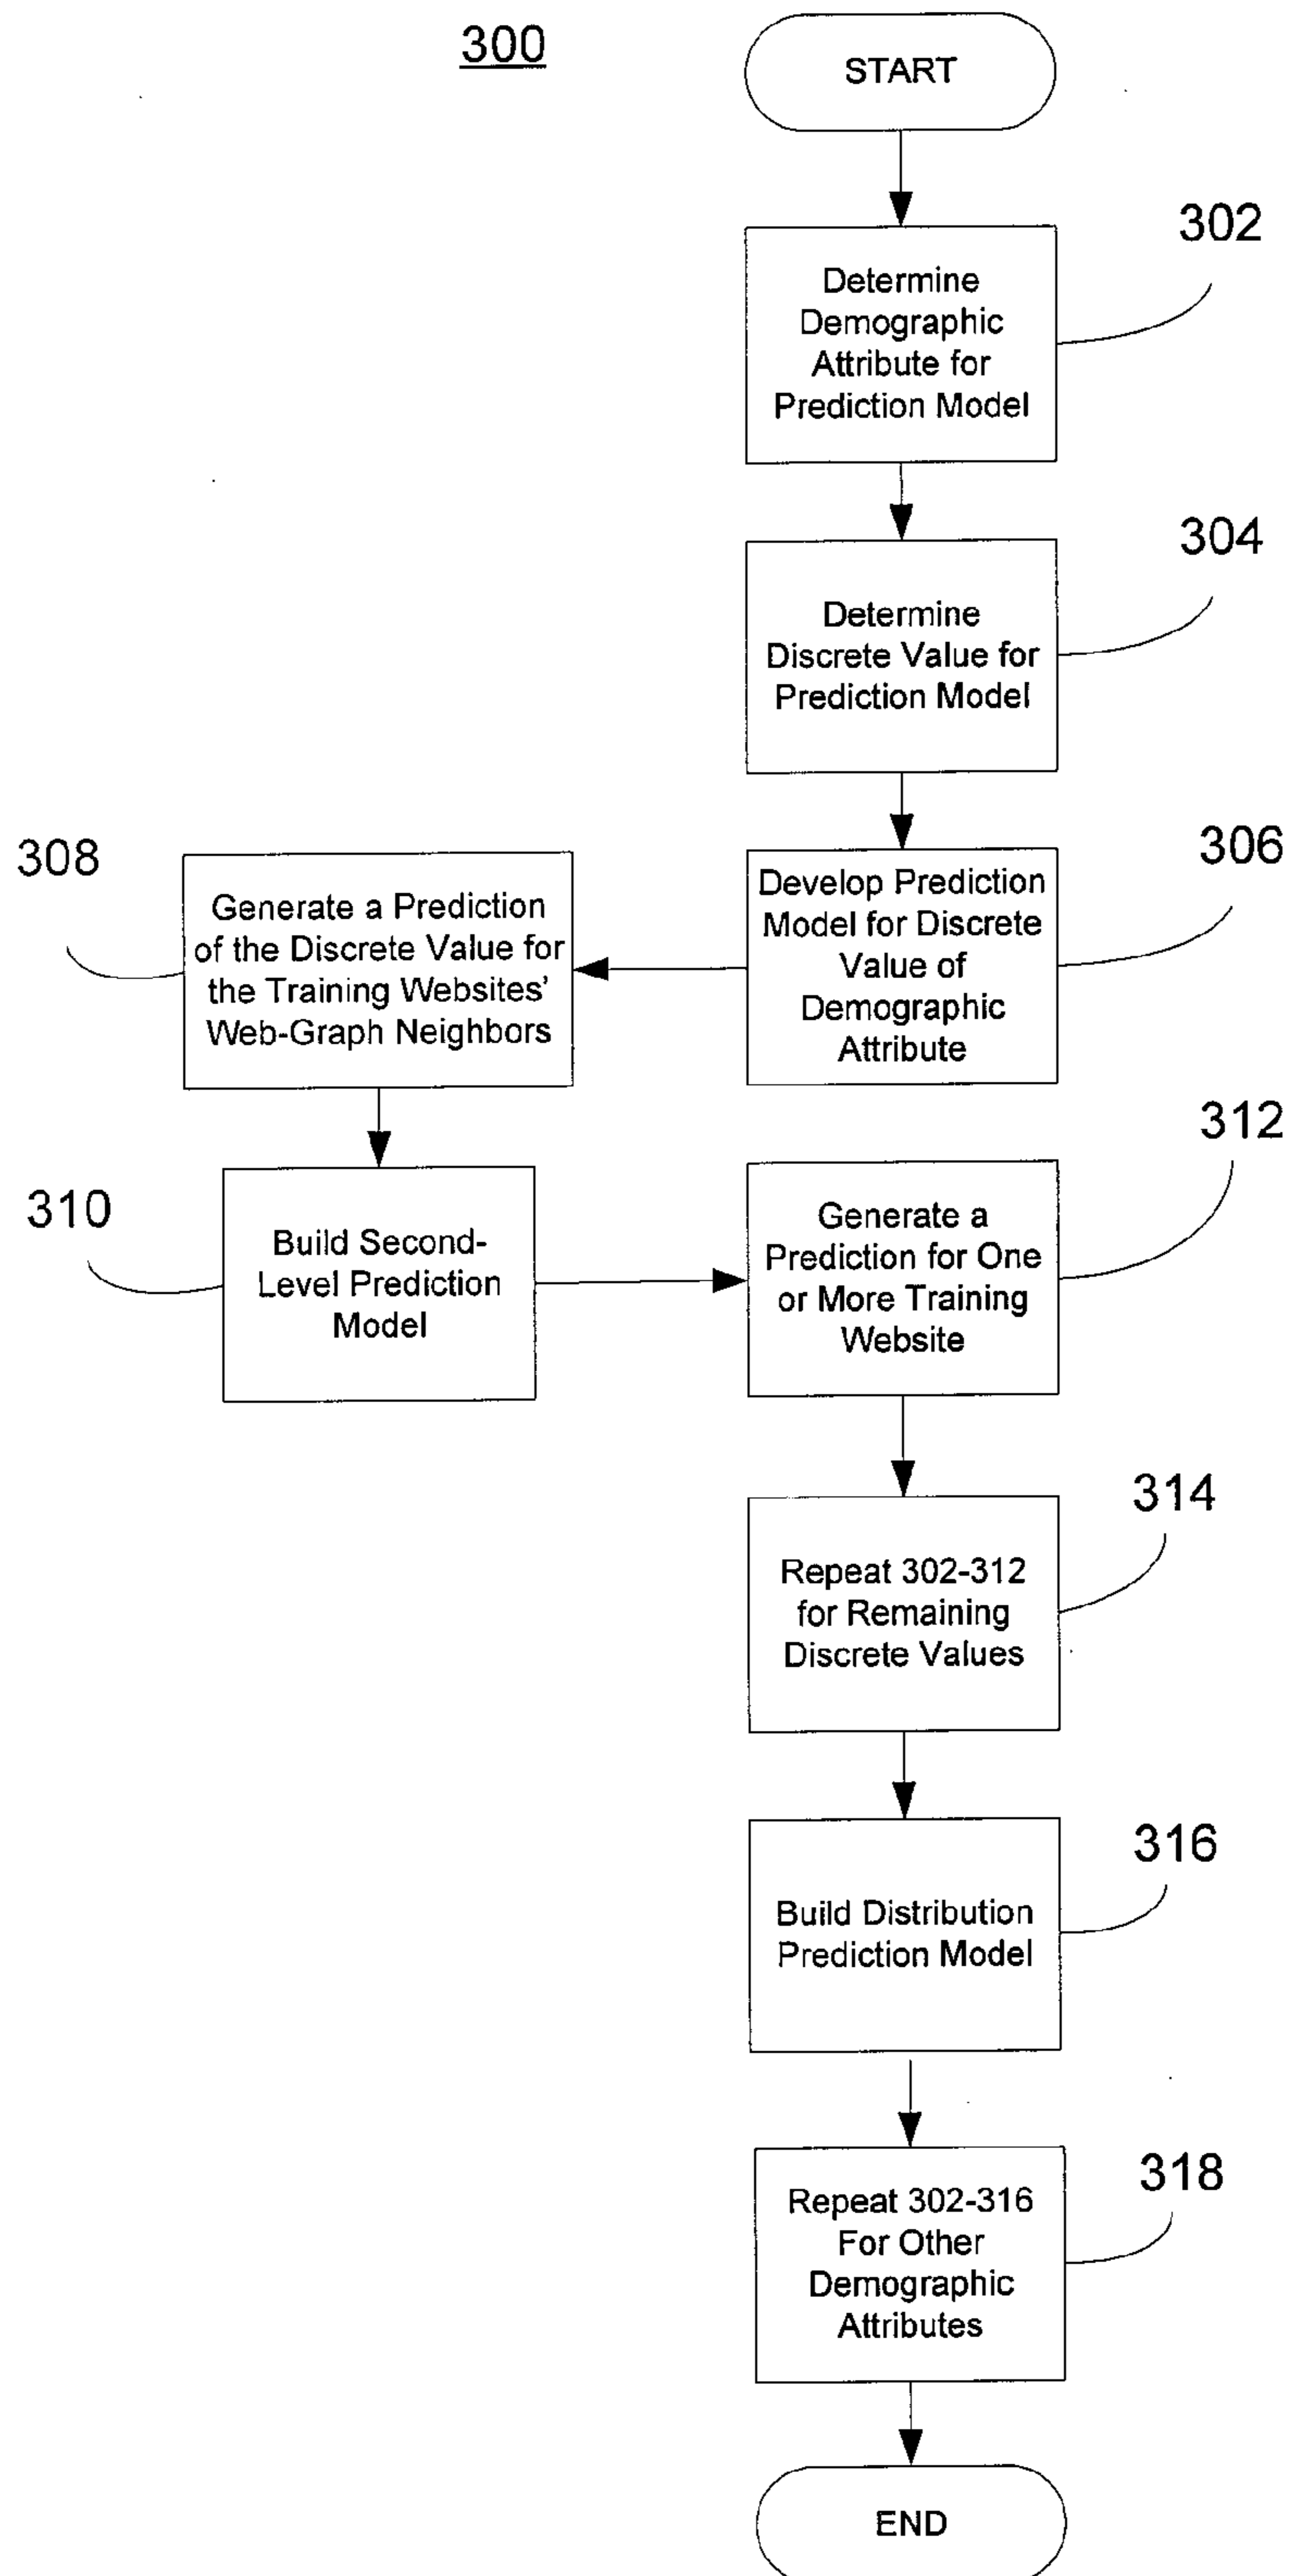 300
START
302
Determine
Demographic
Attribute for
Prediction Model
304
Determine
Discrete Value for
Prediction Model
306
Develop Prediction
Model for Discrete
Value of
Demographic
Attribute
308
Generate a Prediction
of the Discrete Value for
the Training Websites'
Web-Graph Neighbors
310
Build Second-
Level Prediction
Model
312
Generate a
Prediction for One
or More Training
Website
314
Repeat 302-312
for Remaining
Discrete Values
316
Build Distribution
Prediction Model
318
Repeat 302-316
For Other
Demographic
Attributes
END